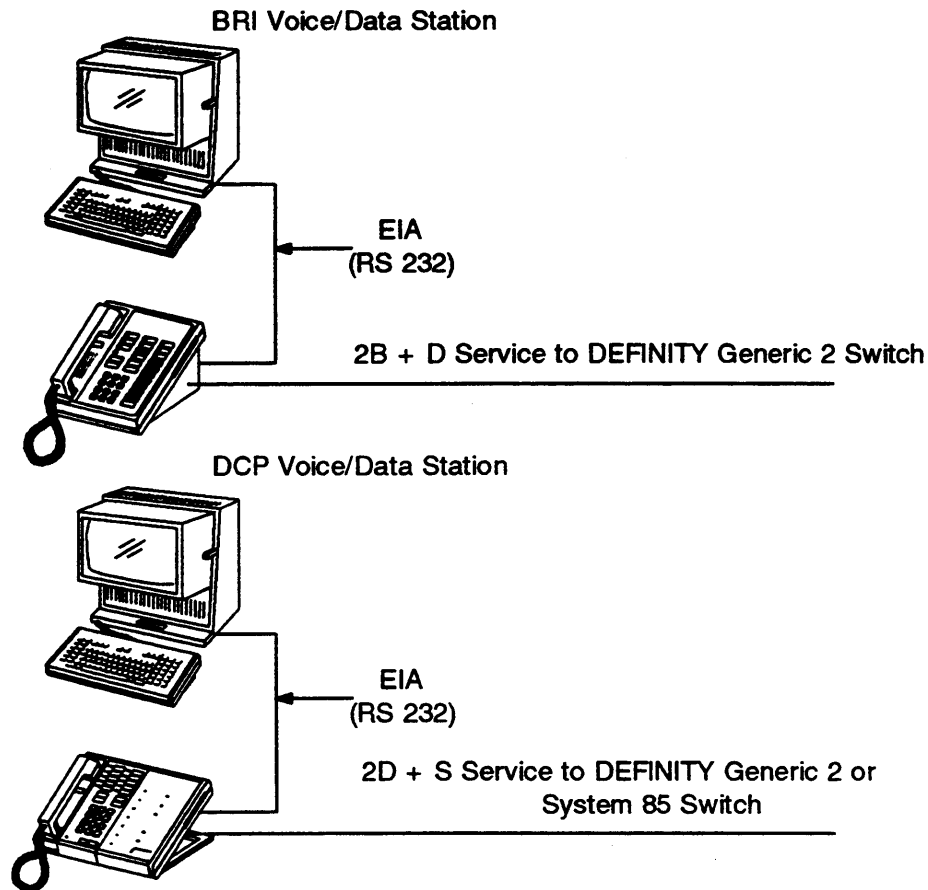 BRI Voice/Data Station
EIA
(RS 232)
2B + D Service to DEFINITY Generic 2 Switch
DCP Voice/Data Station
EIA
(RS 232)
2D + S Service to DEFINITY Generic 2 or
System 85 Switch